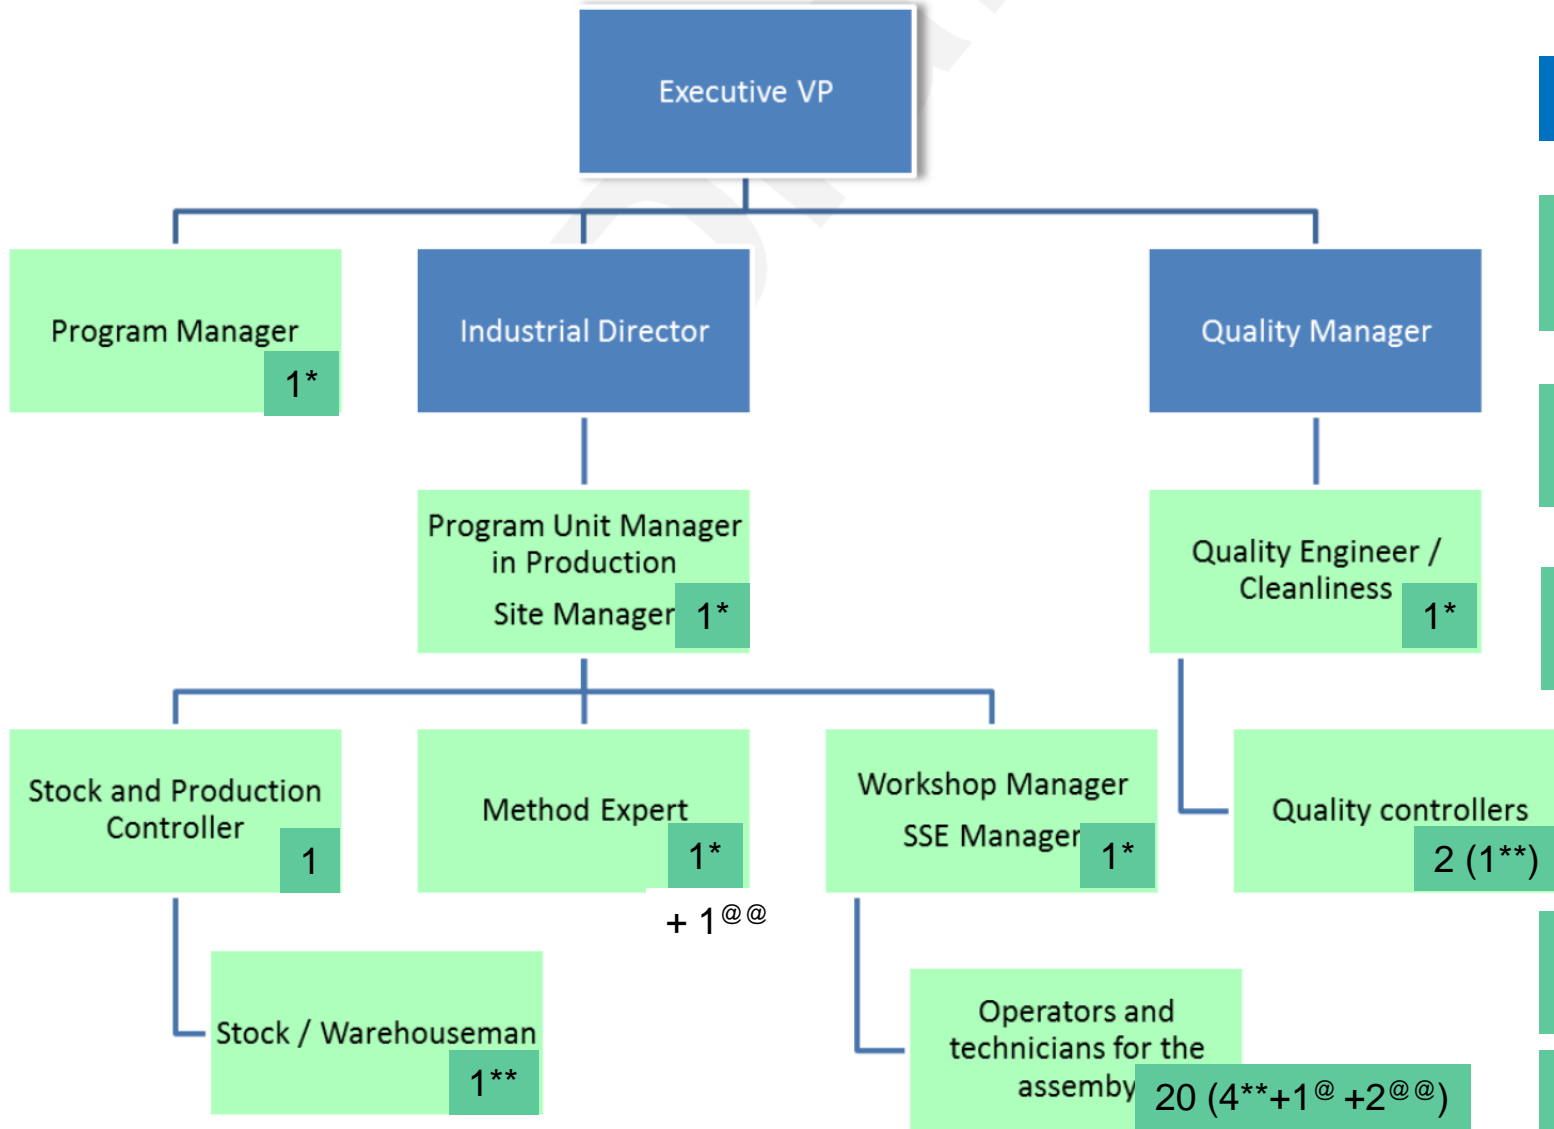 Executive VP
Program Manager
1*
Industrial Director
Quality Manager
Program Unit Manager
in Production
Site Manager
1*
Quality Engineer /
Cleanliness
1*
Stock and Production
Controller
1
Method Expert
1*
+ 1@@
Workshop Manager
SSE Manager
1*
Quality controllers
2 (1**)
Stock / Warehouseman
1**
Operators and
technicians for the
assemby
20 (4**+1@ +2@@)